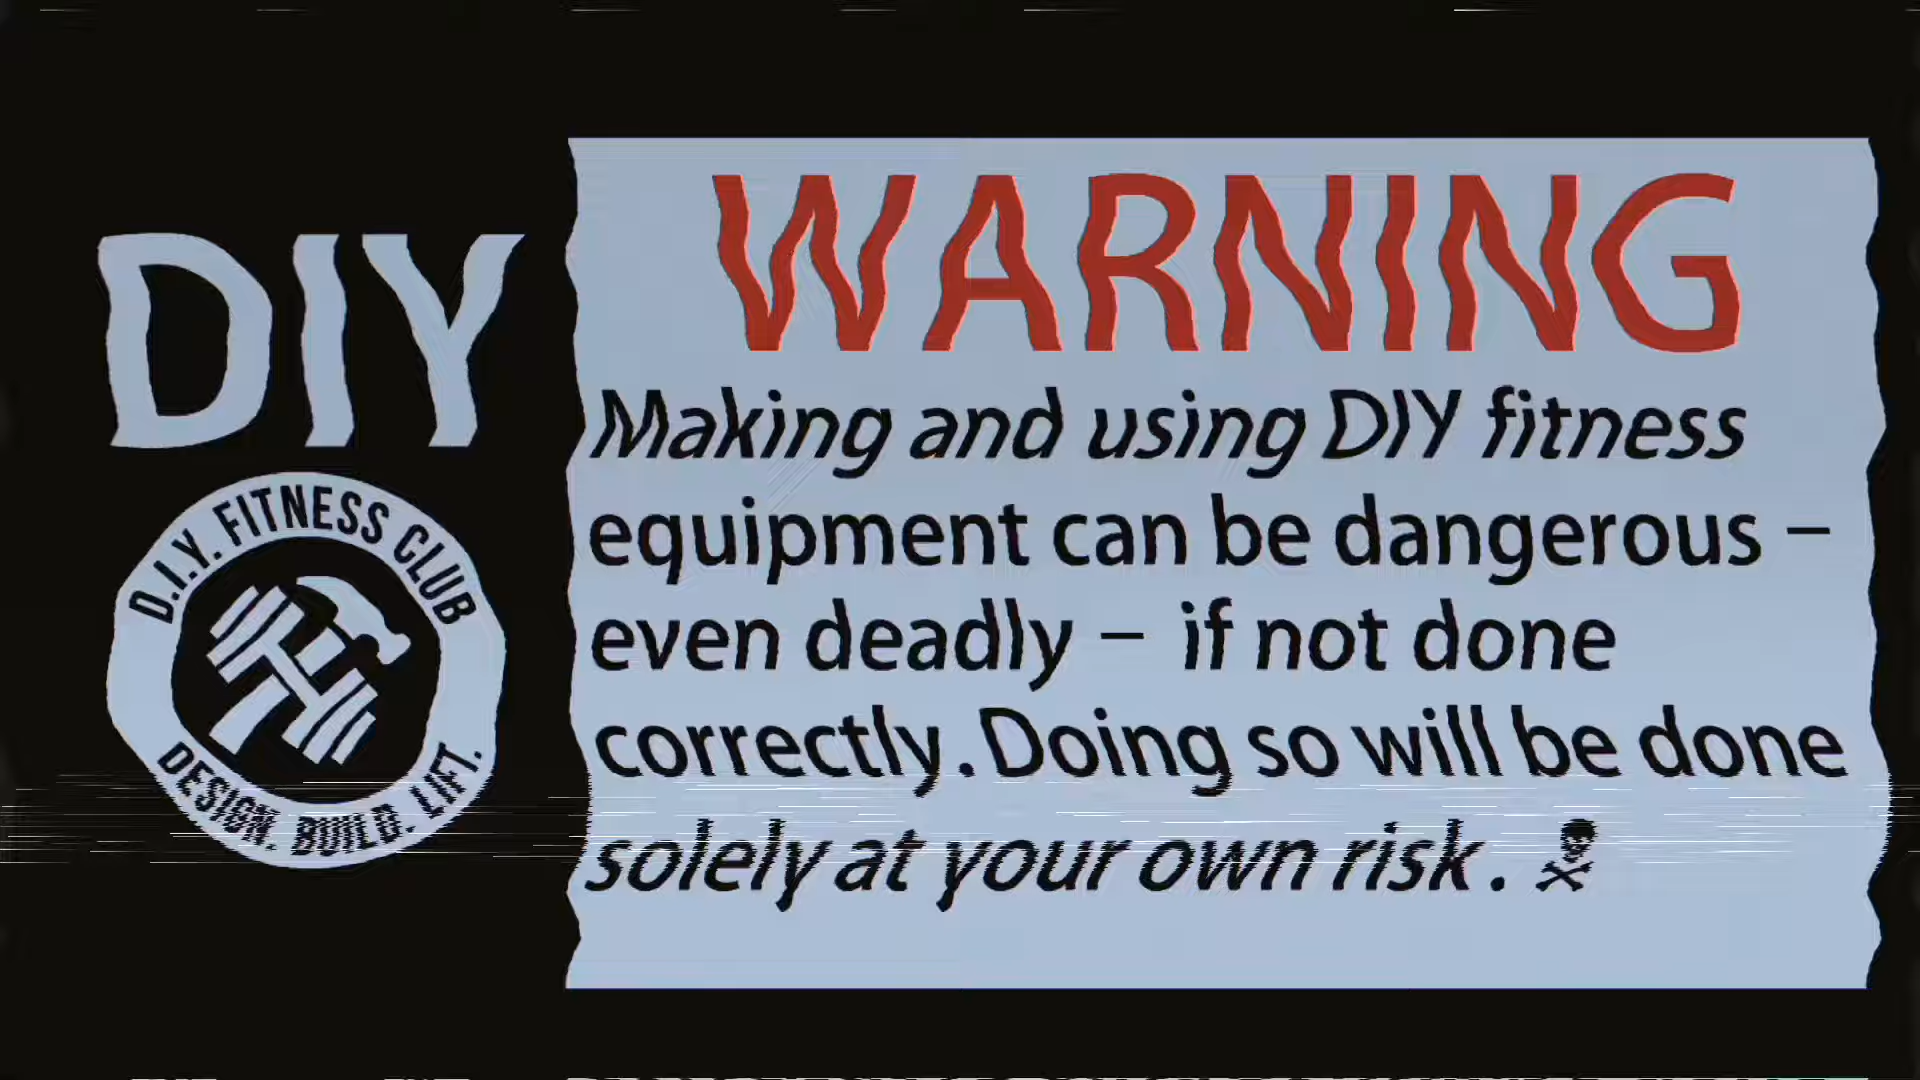 DIY
D.I.Y. FITNESS CLUB
DESIGN. BUILD. LIFT.
WARNING
Making and using DIY fitness
equipment can be dangerous –
even deadly – if not done
correctly. Doing so will be done
solely at your own risk. ☠